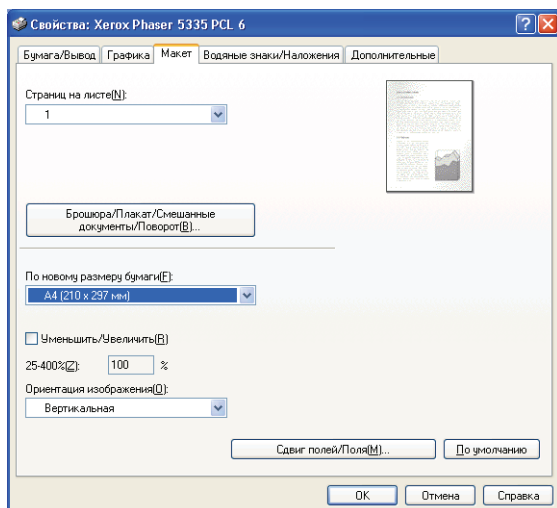 Свойства: Xerox Phaser 5335 PCL 6
Бумага/Вывод Графика Макет Водяные знаки/Наложения Дополнительные
Страниц на листе(N):
1
Брошюра/Плакат/Смешанные
документы/Поворот(B)...
По новому размеру бумаги(F):
A4 (210 x 297 мм)
Уменьшить/Увеличить(R)
25-400%(Z): 100 %
Ориентация изображения(O):
Вертикальная
Сдвиг полей/Поля(M)... По умолчанию
OK Отмена Справка